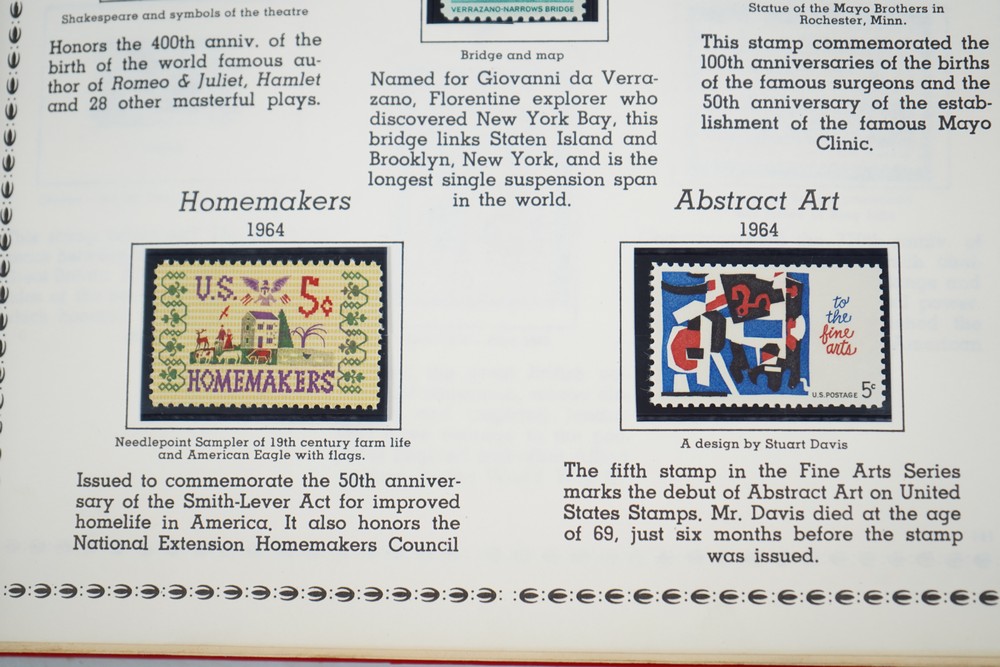 Shakespeare and symbols of the theatre
Honors the 400th anniv. of the
birth of the world famous au-
thor of Romeo & Juliet, Hamlet
and 28 other masterful plays.
VERRAZANO-NARROWS BRIDGE
Bridge and map
Named for Giovanni da Verra-
zano, Florentine explorer who
discovered New York Bay, this
bridge links Staten Island and
Brooklyn, New York, and is the
longest single suspension span
in the world.
Statue of the Mayo Brothers in
Rochester, Minn.
This stamp commemorated the
100th anniversaries of the births
of the famous surgeons and the
50th anniversary of the estab-
lishment of the famous Mayo
Clinic.
Homemakers
1964
U.S. 5¢
HOMEMAKERS
Needlepoint Sampler of 19th century farm life
and American Eagle with flags.
Issued to commemorate the 50th anniver-
sary of the Smith-Lever Act for improved
homelife in America. It also honors the
National Extension Homemakers Council
Abstract Art
1964
to
the
fine
arts
U.S. POSTAGE 5c
A design by Stuart Davis
The fifth stamp in the Fine Arts Series
marks the debut of Abstract Art on United
States Stamps. Mr. Davis died at the age
of 69, just six months before the stamp
was issued.